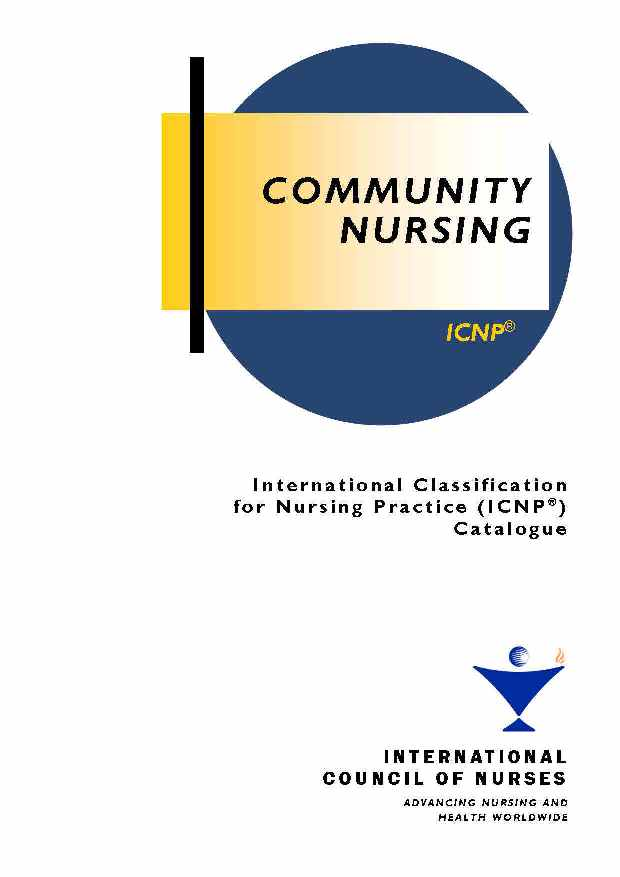 COMMUNITY
NURSING
ICNP®
International Classification
for Nursing Practice (ICNP®)
Catalogue
INTERNATIONAL
COUNCIL OF NURSES
ADVANCING NURSING AND
HEALTH WORLDWIDE